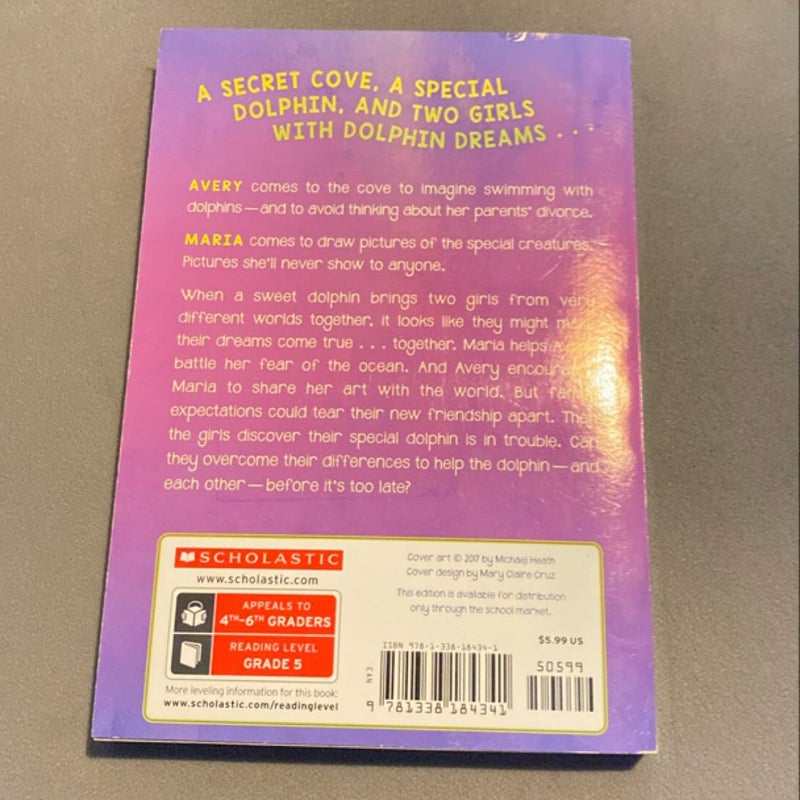 A SECRET COVE, A SPECIAL
DOLPHIN, AND TWO GIRLS
WITH DOLPHIN DREAMS . . .
AVERY comes to the cove to imagine swimming with
dolphins—and to avoid thinking about her parents' divorce.
MARIA comes to draw pictures of the special creatures.
Pictures she'll never show to anyone.
When a sweet dolphin brings two girls from very
different worlds together, it looks like they might
their dreams come true . . . together. Maria helps
battle her fear of the ocean. And Avery
Maria to share her art with the world. But
expectations could tear their new friendship apart. Then
the girls discover their special dolphin is in trouble. Can
they overcome their differences to help the dolphin—and
each other—before it's too late?
SCHOLASTIC
www.scholastic.com
APPEALS TO
4TH–6TH GRADERS
READING LEVEL
GRADE 5
More leveling information for this book:
www.scholastic.com/readinglevel
Cover art © 2017 by Michael Heath
Cover design by Mary Claire Cruz
This edition is available for distribution
only through the school market.
$5.99 US
ISBN 978-1-338-18434-1
50599
CAN
9 781338 184341